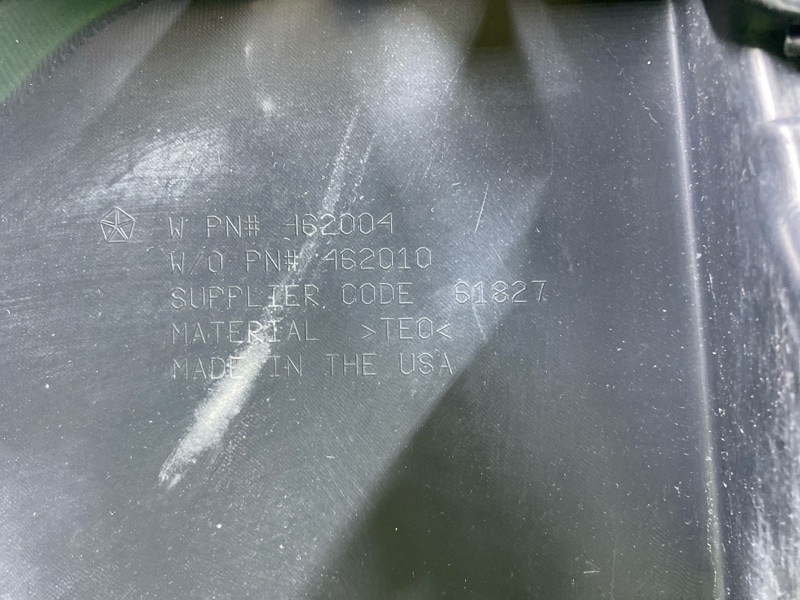 W PN# 462004
W/O PN# 462010
SUPPLIER CODE 61827
MATERIAL >TEO<
MADE IN THE USA